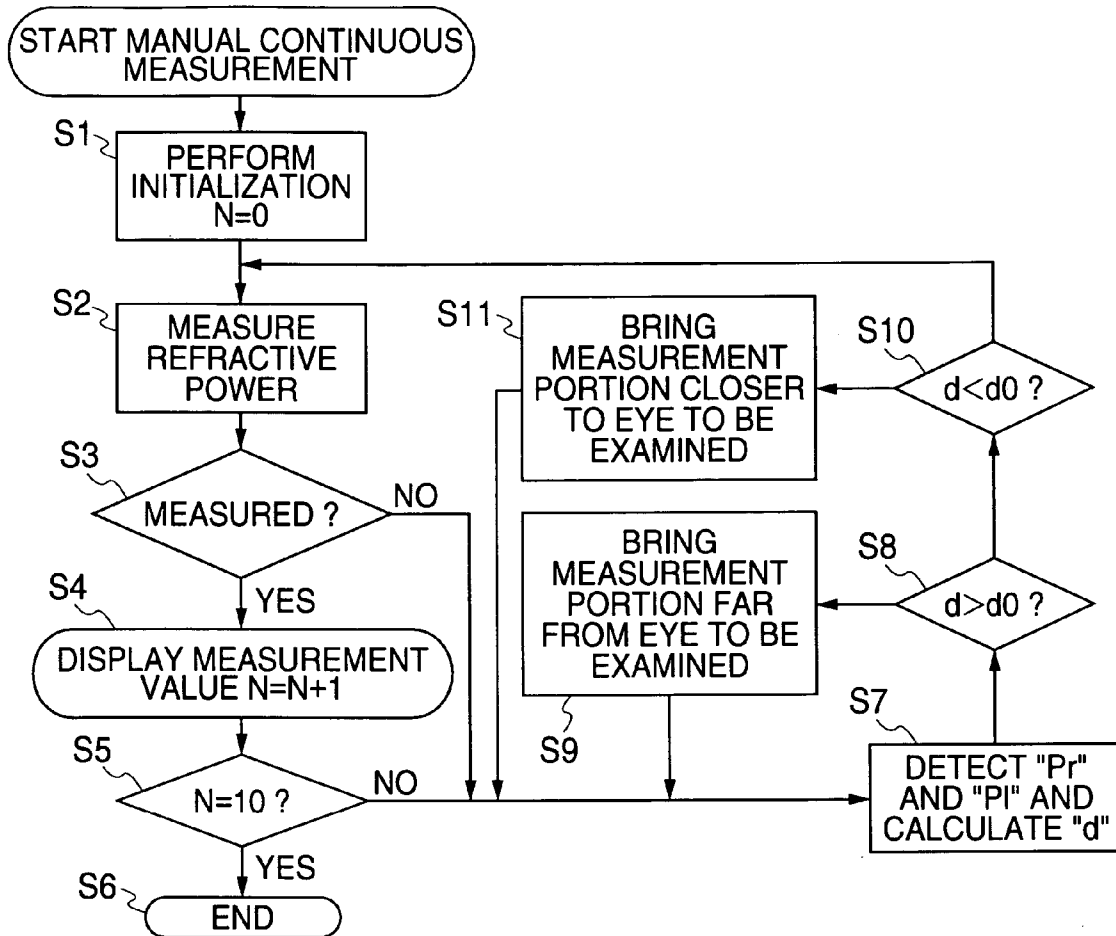 START MANUAL CONTINUOUS
MEASUREMENT
S1
PERFORM
INITIALIZATION
N=0
S2
MEASURE
REFRACTIVE
POWER
S3
MEASURED ?
NO
YES
S4
DISPLAY MEASUREMENT
VALUE N=N+1
S5
N=10 ?
NO
YES
S6
END
S11
BRING
MEASUREMENT
PORTION CLOSER
TO EYE TO BE
EXAMINED
S10
d<d0 ?
BRING
MEASUREMENT
PORTION FAR
FROM EYE TO BE
EXAMINED
S9
S8
d>d0 ?
S7
DETECT "Pr"
AND "Pl" AND
CALCULATE "d"